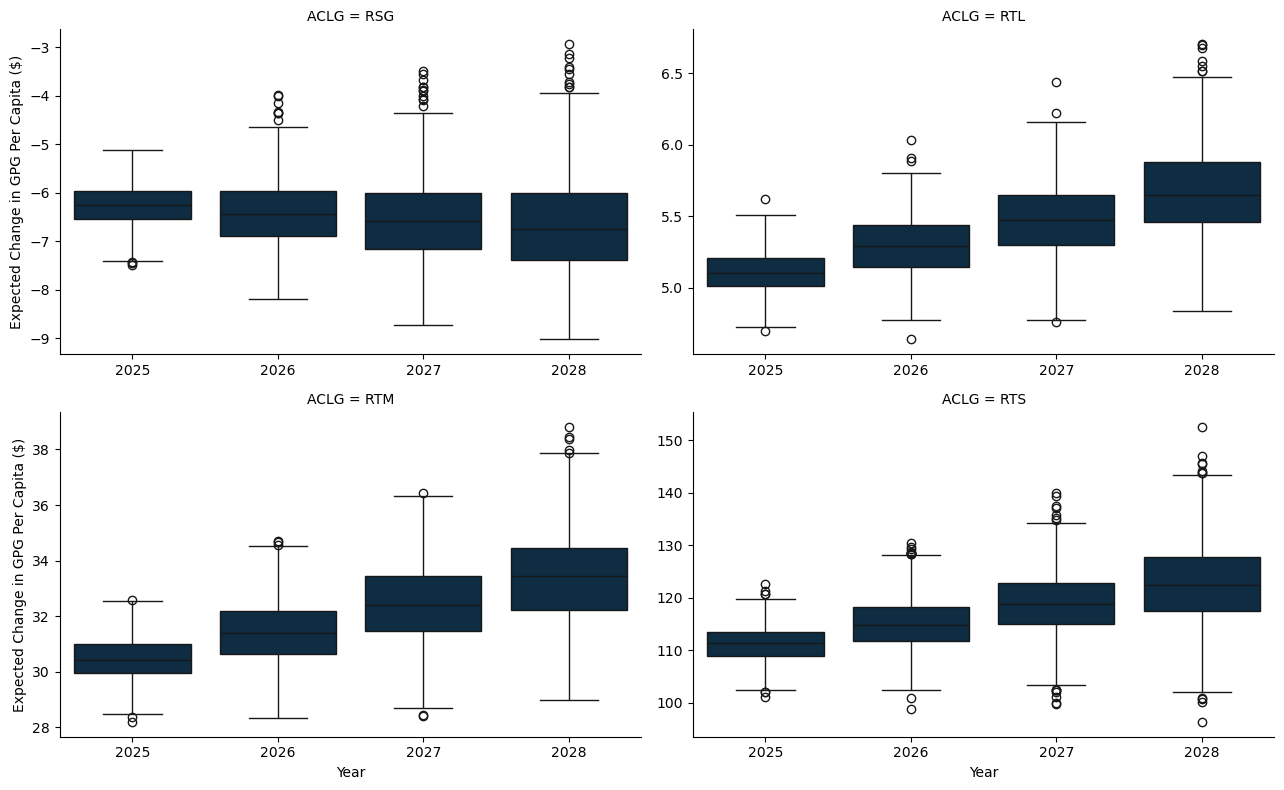 ACLG = RSG
ACLG = RTL
Expected Change in GPG Per Capita ($)
−3
−4
−5
−6
−7
−8
−9
2025 2026 2027 2028
6.5
6.0
5.5
5.0
2025 2026 2027 2028
ACLG = RTM
ACLG = RTS
Expected Change in GPG Per Capita ($)
38
36
34
32
30
28
2025 2026 2027 2028
Year
150
140
130
120
110
100
2025 2026 2027 2028
Year